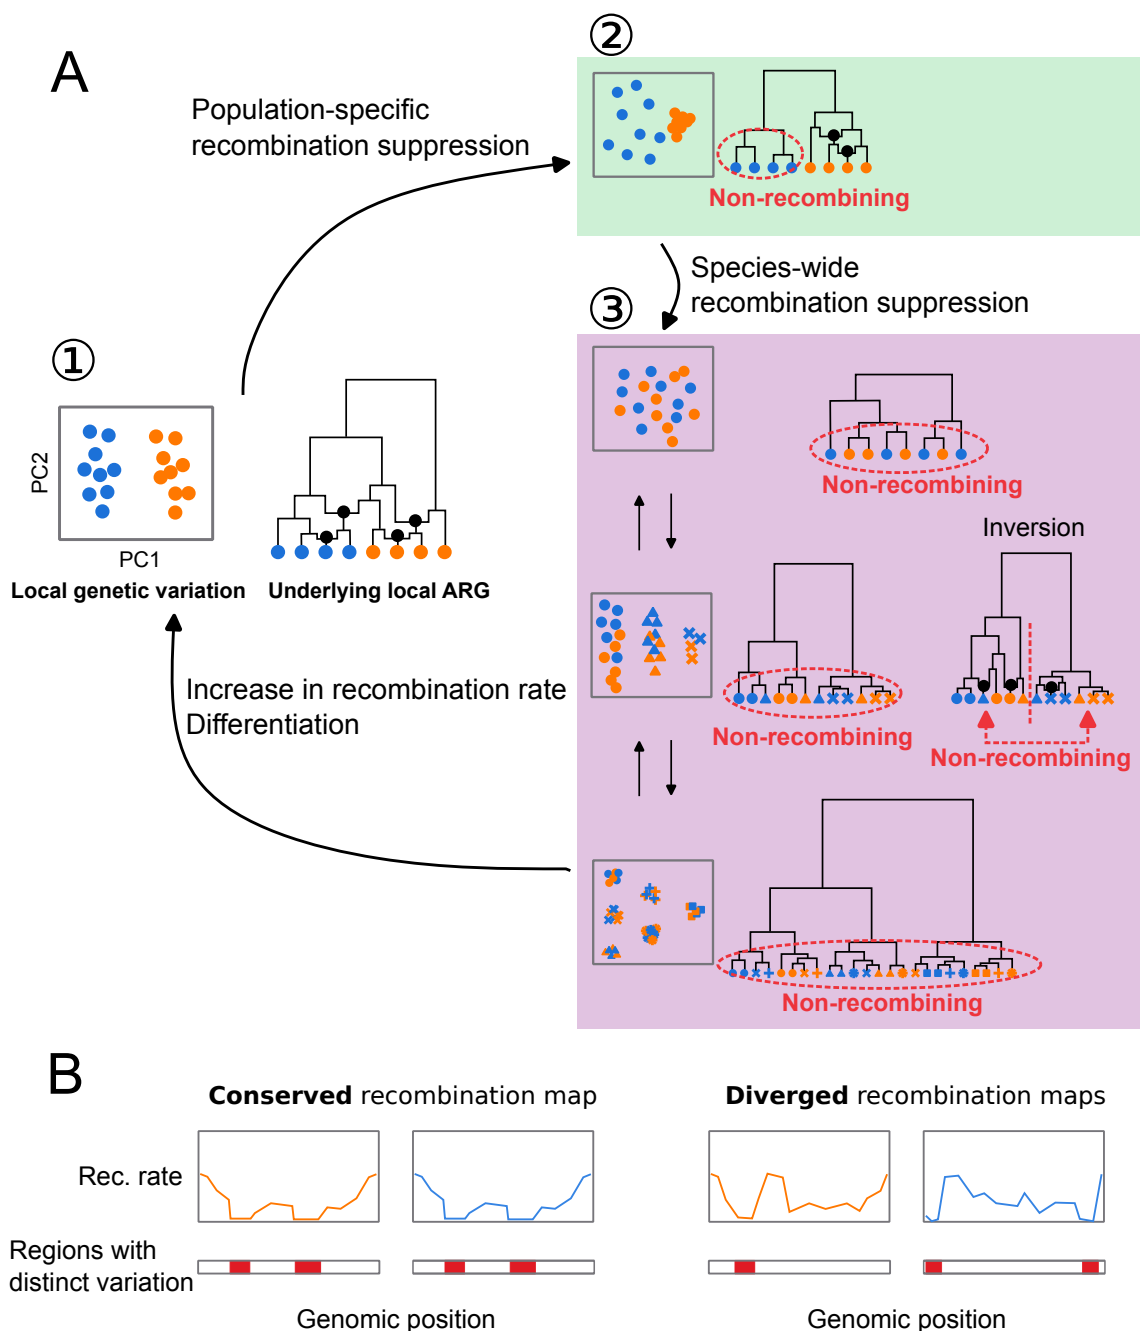 A
②
Population-specific
recombination suppression
Non-recombining
Species-wide
recombination suppression
③
①
PC2
PC1
Local genetic variation
Underlying local ARG
Non-recombining
Inversion
Increase in recombination rate
Differentiation
Non-recombining
Non-recombining
Non-recombining
B
Conserved recombination map
Diverged recombination maps
Rec. rate
Regions with
distinct variation
Genomic position
Genomic position